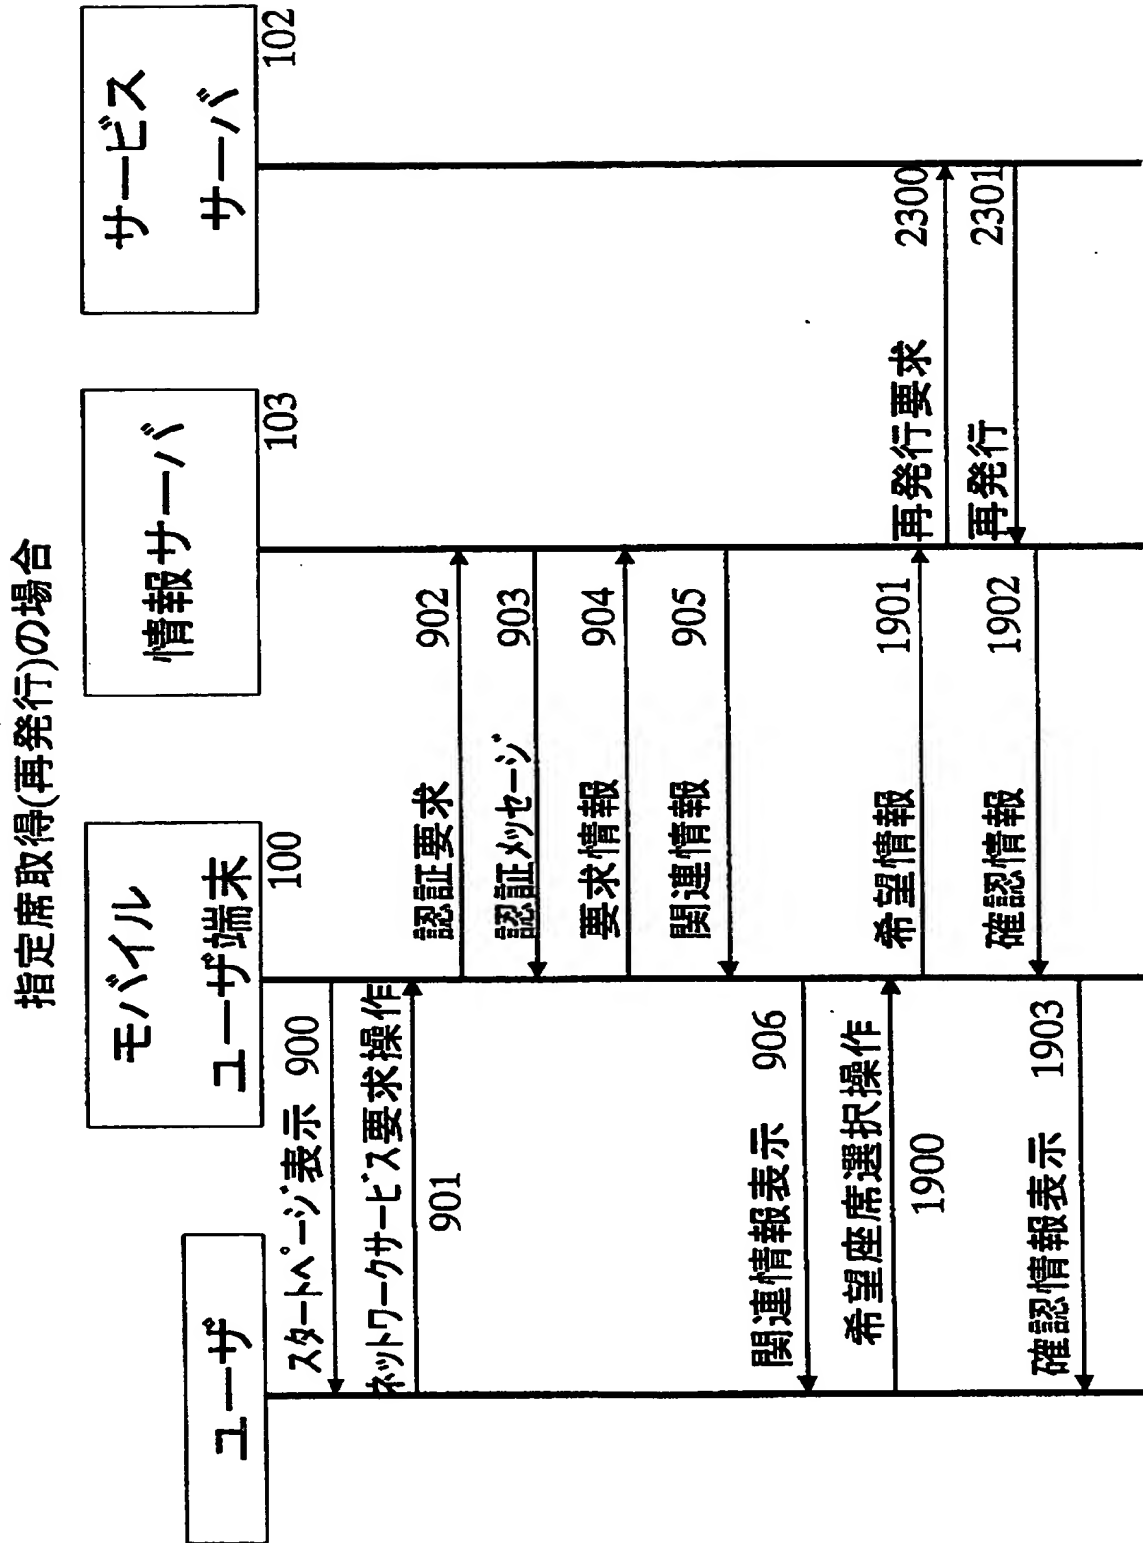 指定席取得(再発行)の場合
ユーザ
モバイル
ユーザ端末
100
情報サーバ
103
サービス
サーバ
102
スタートページ表示 900
ネットワークサービス要求操作
901
認証要求 902
認証メッセージ 903
要求情報 904
関連情報 905
関連情報表示 906
希望座席選択操作
1900
希望情報 1901
再発行要求 2300
再発行 2301
確認情報 1902
確認情報表示 1903